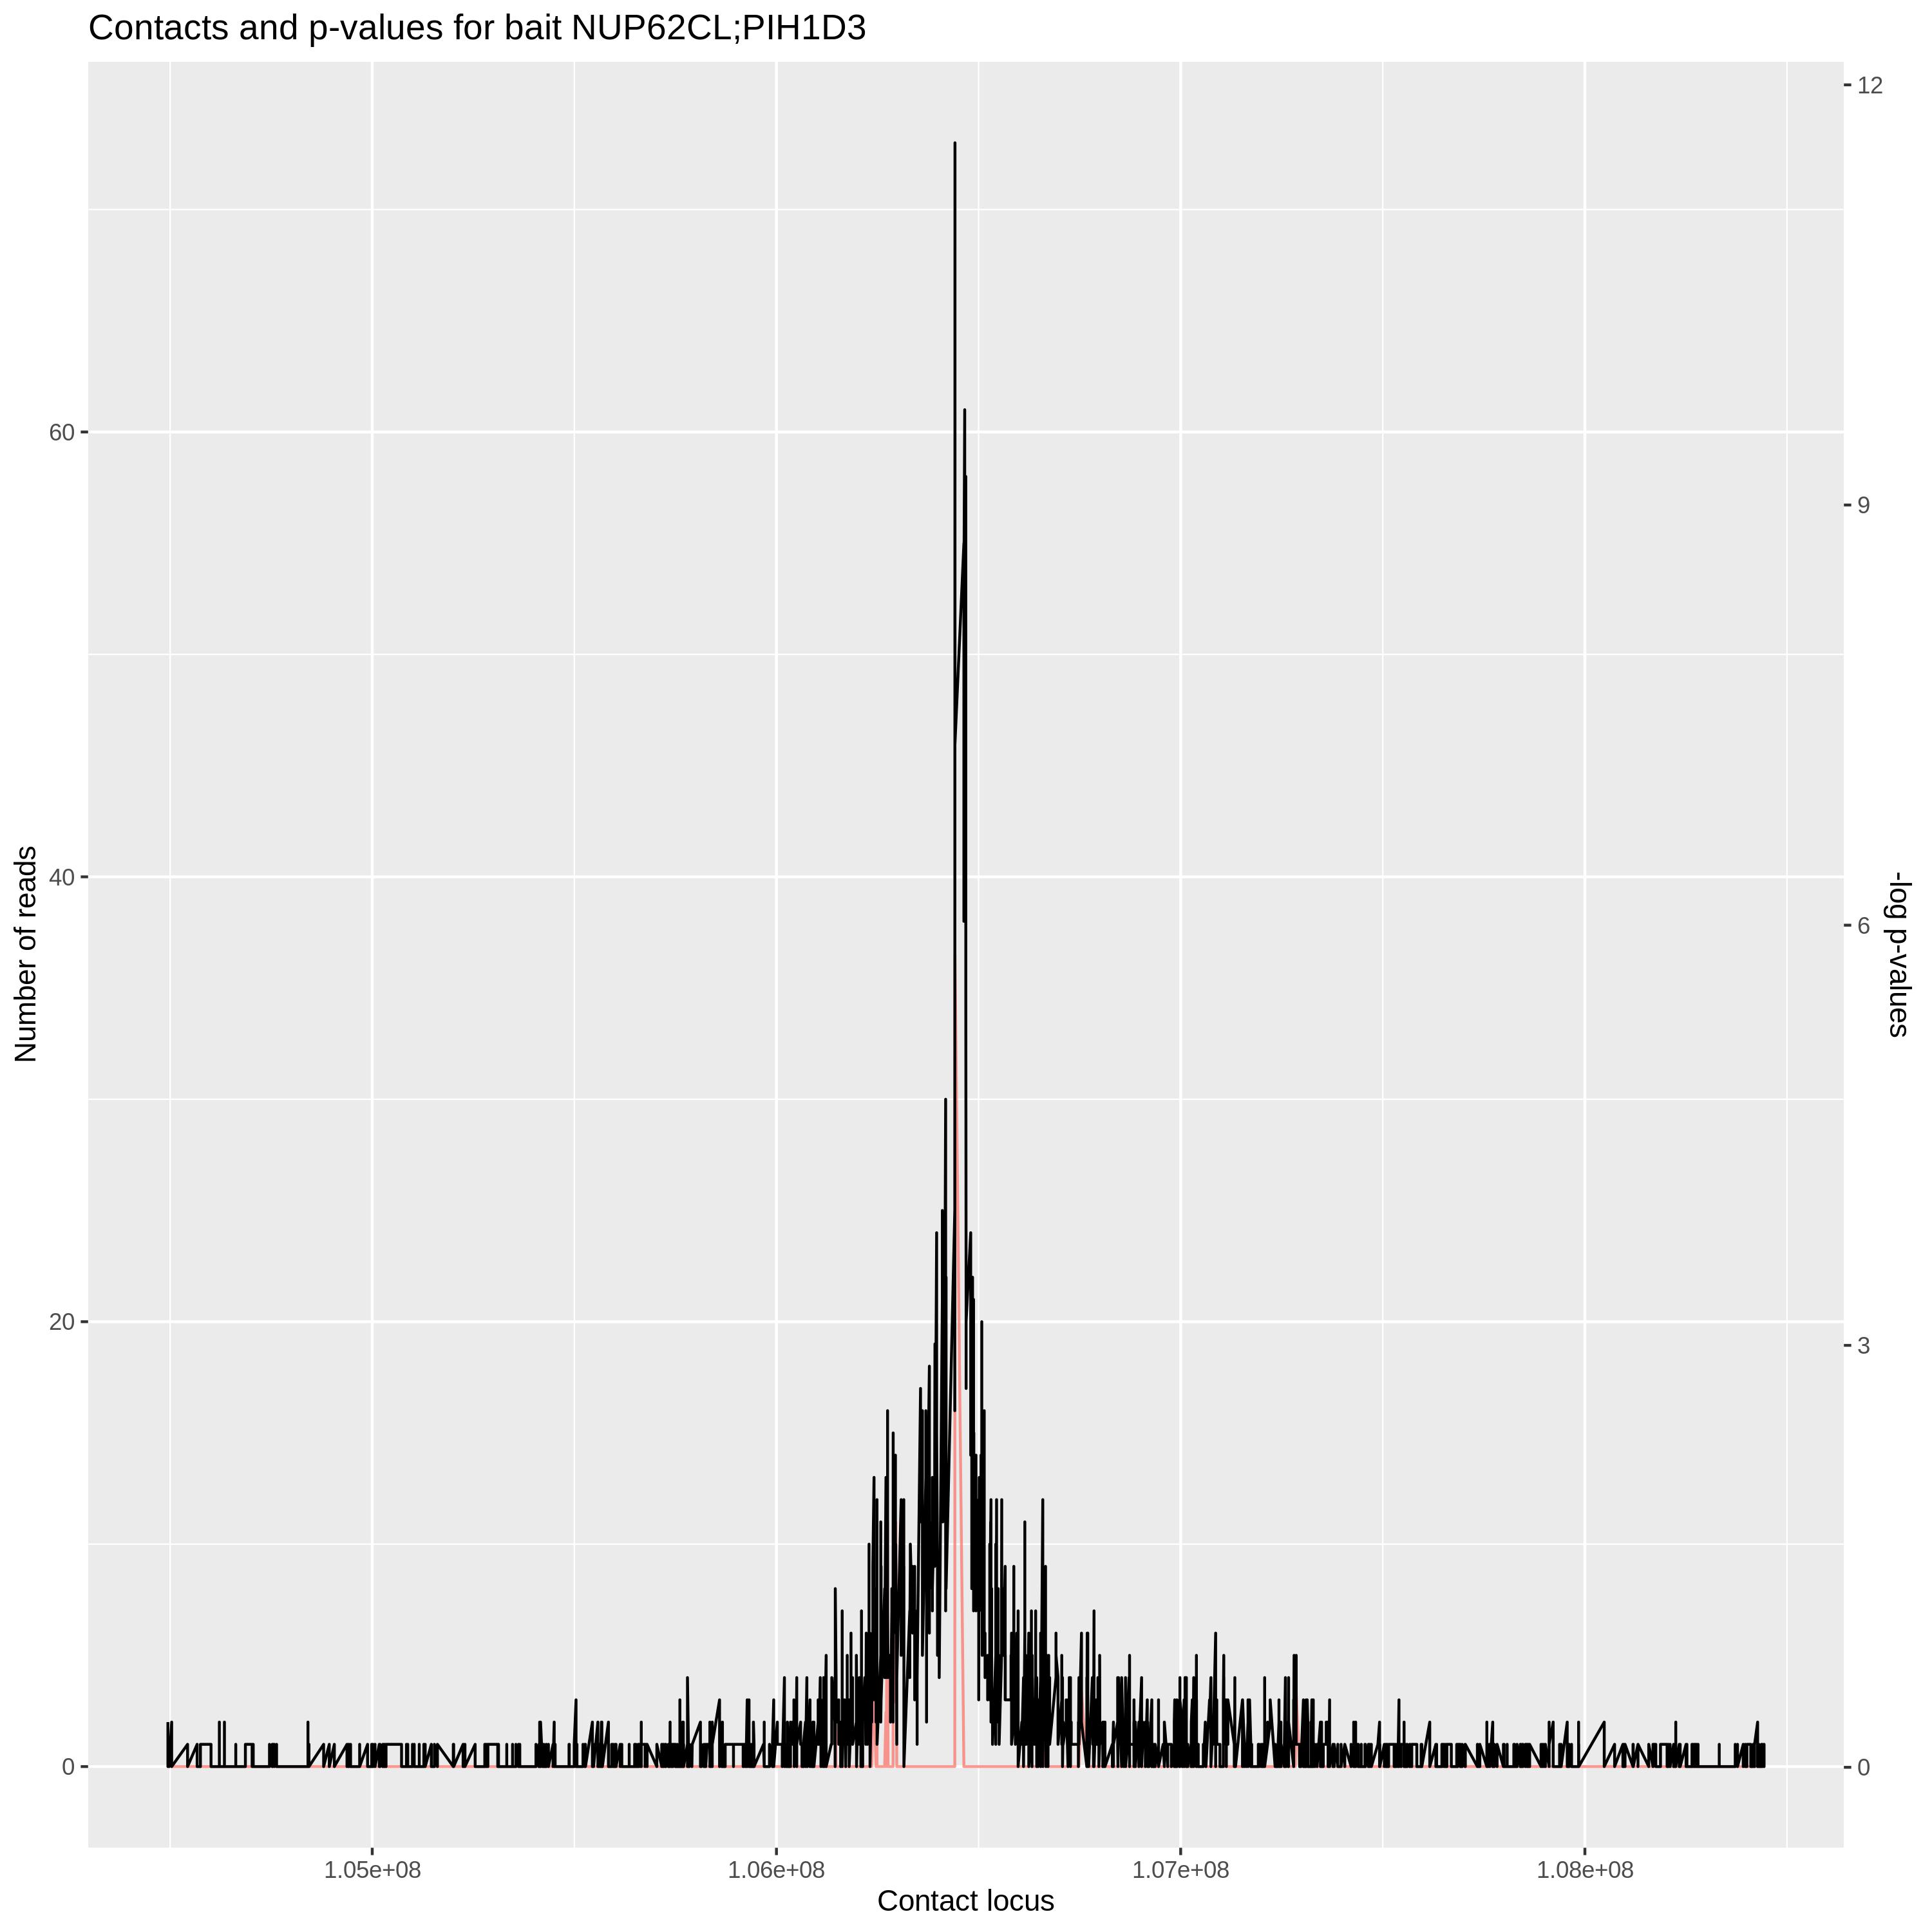 Contacts and p-values for bait NUP62CL;PIH1D3
12
60
9
40
6
20
3
0
0
Number of reads
-log p-values
1.05e+08 1.06e+08 1.07e+08 1.08e+08
Contact locus